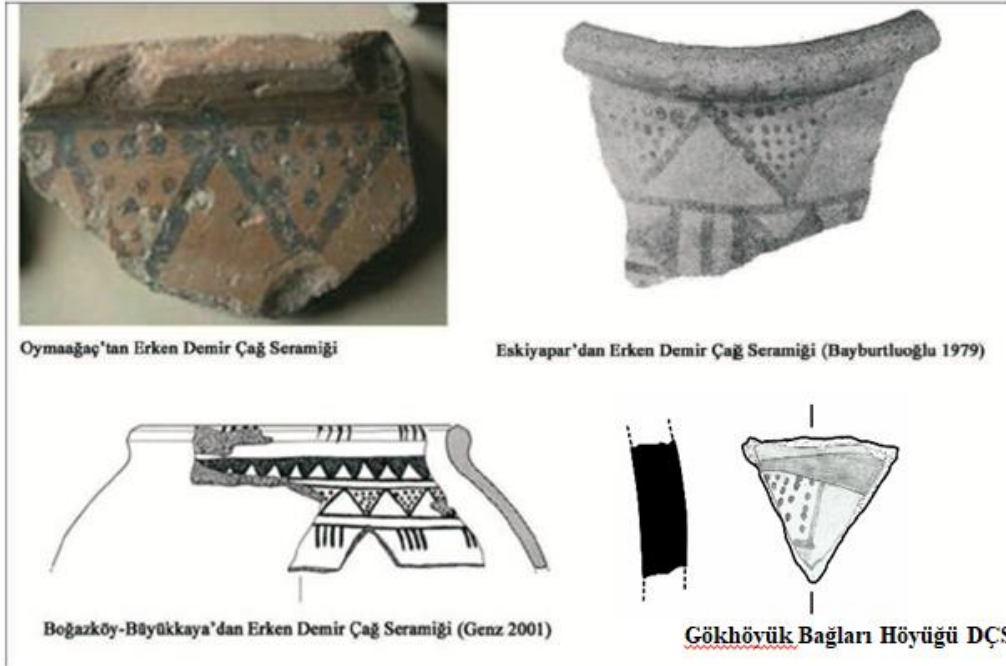 Oymaağaç’tan Erken Demir Çağ Seramiği
Eskiyapar’dan Erken Demir Çağ Seramiği (Bayburtluoğlu 1979)
Boğazköy-Büyükkaya’dan Erken Demir Çağ Seramiği (Genz 2001)
Gökhöyük Bağları Höyüğü DÇS